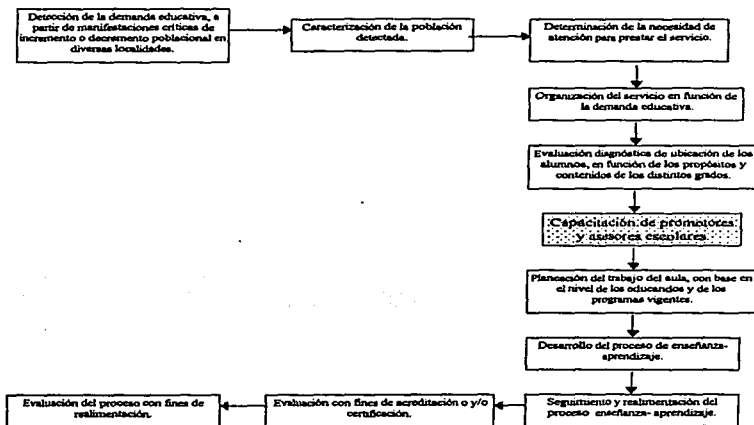 Detección de la demanda educativa, a
partir de manifestaciones críticas de
incremento o decremento poblacional en
diversas localidades.
Caracterización de la población
detectada.
Determinación de la necesidad de
atención para prestar el servicio.
Organización del servicio en función de
la demanda educativa.
Evaluación diagnóstica de ubicación de los
alumnos, en función de los propósitos y
contenidos de los distintos grados.
Capacitación de promotores
y asesores escolares.
Planeación del trabajo del aula, con base en
el nivel de los educandos y de los
programas vigentes.
Desarrollo del proceso de enseñanza-
aprendizaje.
Seguimiento y realimentación del
proceso enseñanza- aprendizaje.
Evaluación con fines de acreditación o y/o
certificación.
Evaluación del proceso con fines de
realimentación.